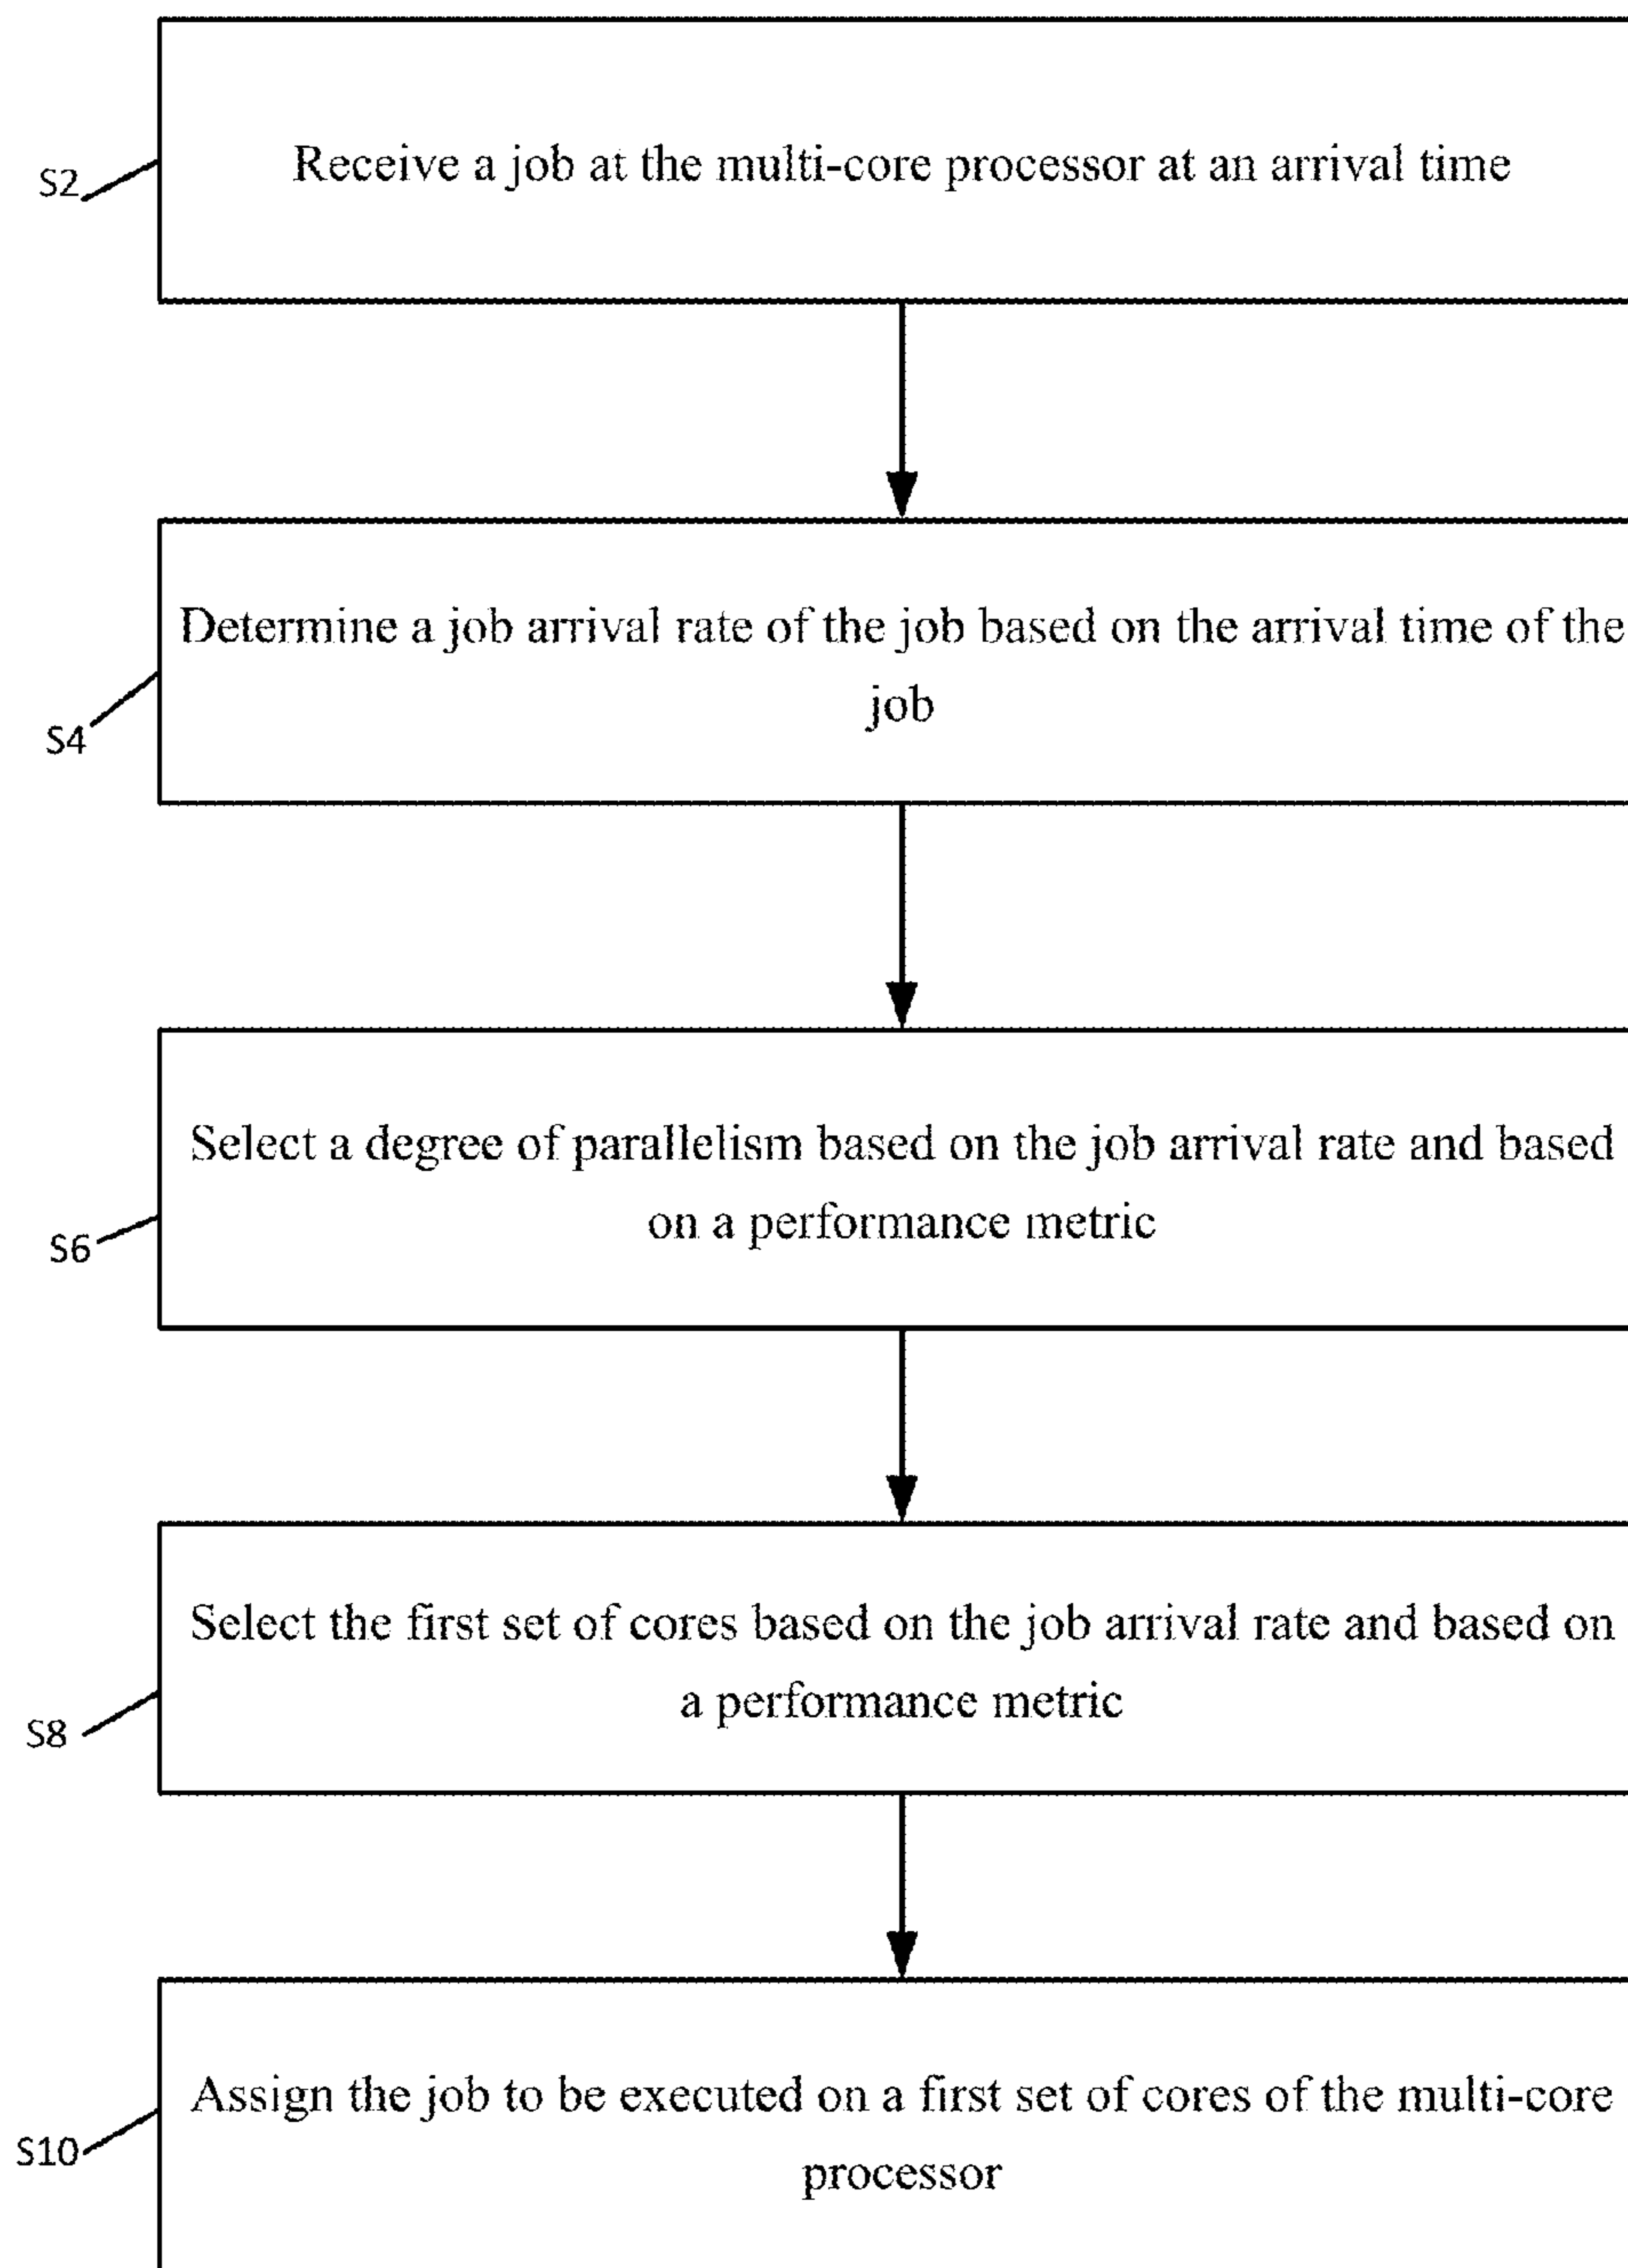 Receive a job at the multi-core processor at an arrival time
S2
Determine a job arrival rate of the job based on the arrival time of the
job
S4
Select a degree of parallelism based on the job arrival rate and based
on a performance metric
S6
Select the first set of cores based on the job arrival rate and based on
a performance metric
S8
Assign the job to be executed on a first set of cores of the multi-core
processor
S10